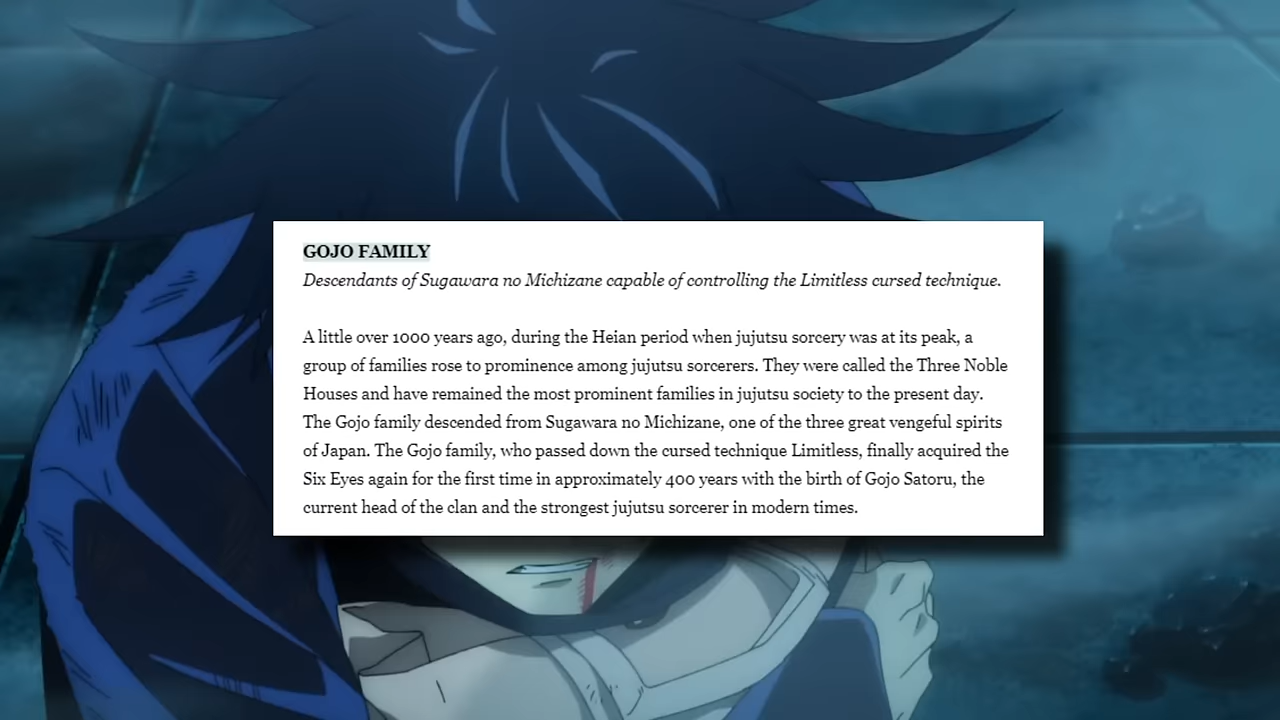 GOJO FAMILY
Descendants of Sugawara no Michizane capable of controlling the Limitless cursed technique.
A little over 1000 years ago, during the Heian period when jujutsu sorcery was at its peak, a
group of families rose to prominence among jujutsu sorcerers. They were called the Three Noble
Houses and have remained the most prominent families in jujutsu society to the present day.
The Gojo family descended from Sugawara no Michizane, one of the three great vengeful spirits
of Japan. The Gojo family, who passed down the cursed technique Limitless, finally acquired the
Six Eyes again for the first time in approximately 400 years with the birth of Gojo Satoru, the
current head of the clan and the strongest jujutsu sorcerer in modern times.